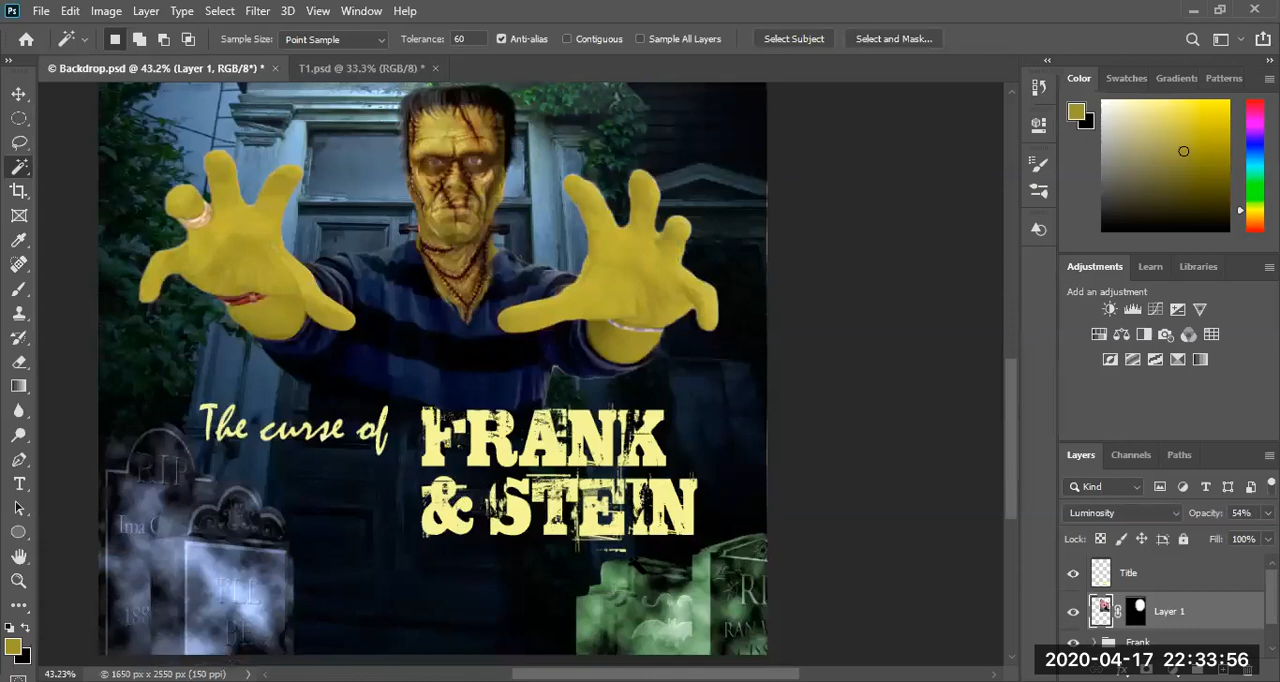 Ps File Edit Image Layer Type Select Filter 3D View Window Help
Sample Size: Point Sample Tolerance: 60 Anti-alias Contiguous Sample All Layers Select Subject Select and Mask...
© Backdrop.psd @ 43.2% (Layer 1, RGB/8*) * × T1.psd @ 33.3% (RGB/8*) * ×
Color Swatches Gradients Patterns
Adjustments Learn Libraries
Add an adjustment
RIP
The curse of FRANK
& STEIN
Layers Channels Paths
Kind
Luminosity Opacity: 54%
Lock: Fill: 100%
Title
Layer 1
Frank
2020-04-17 22:33:56
43.23% © 1650 px x 2550 px (150 ppi)